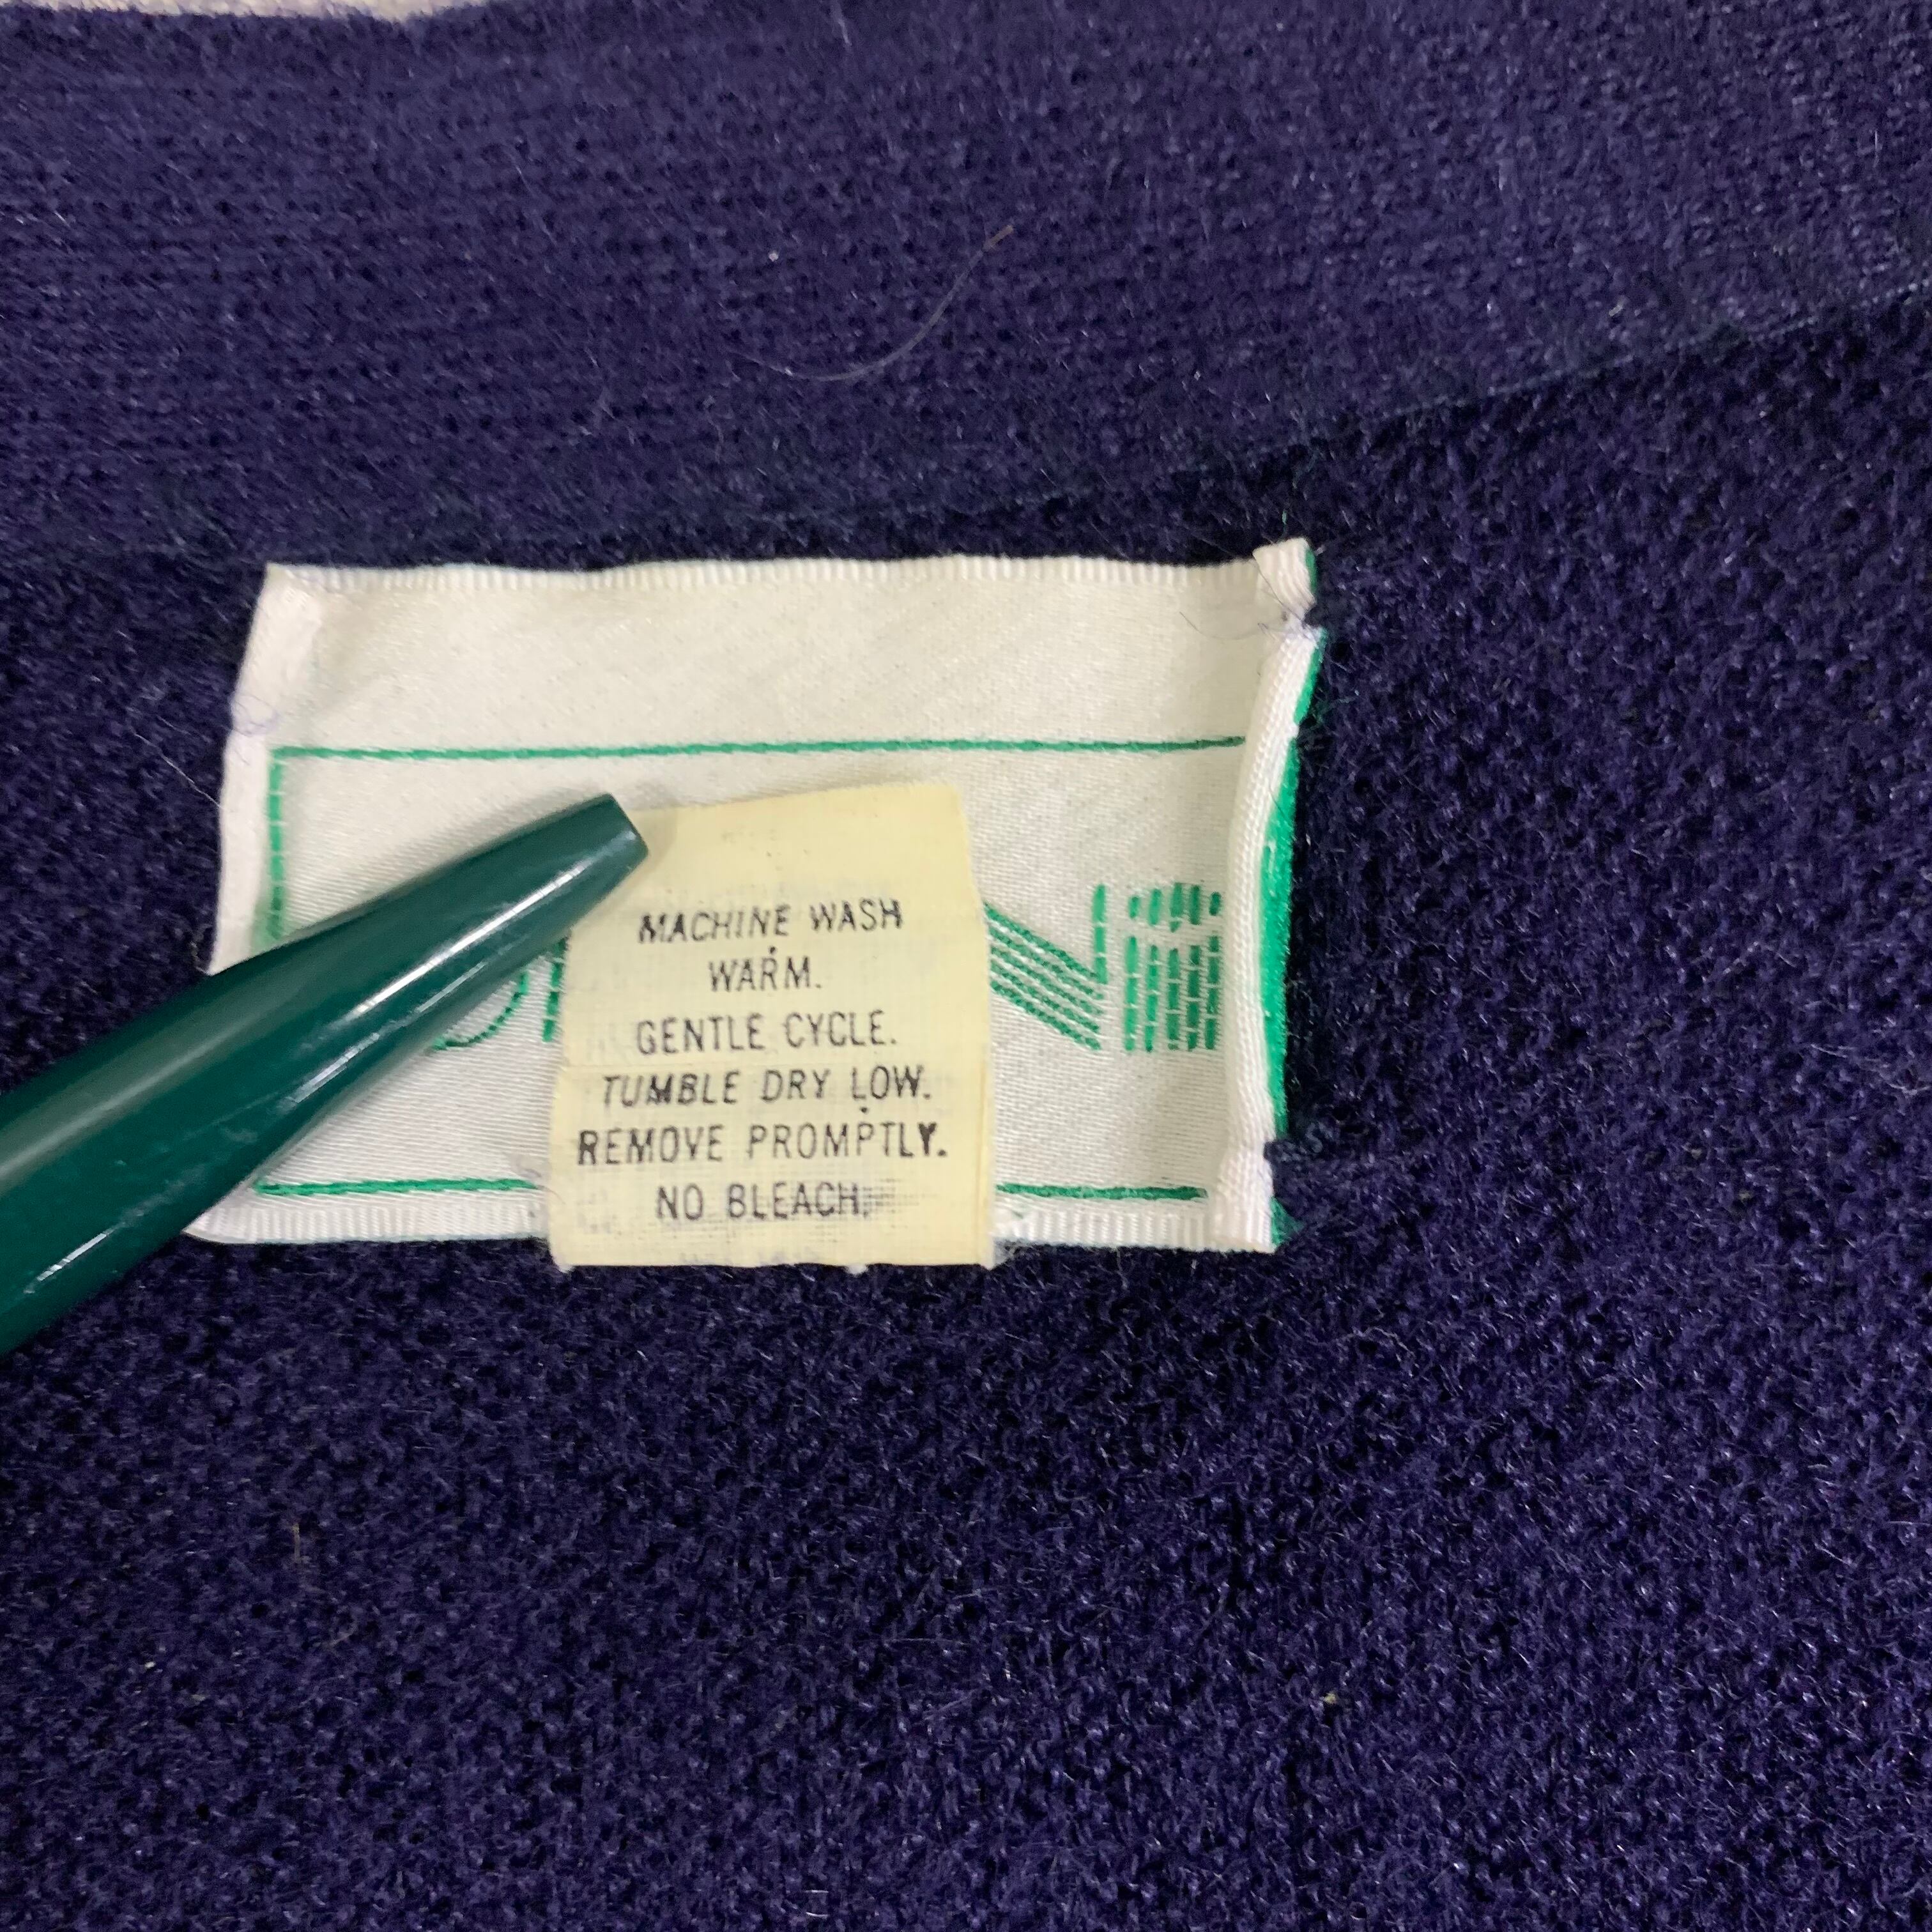 MACHINE WASH
WARM.
GENTLE CYCLE.
TUMBLE DRY LOW.
REMOVE PROMPTLY.
NO BLEACH.